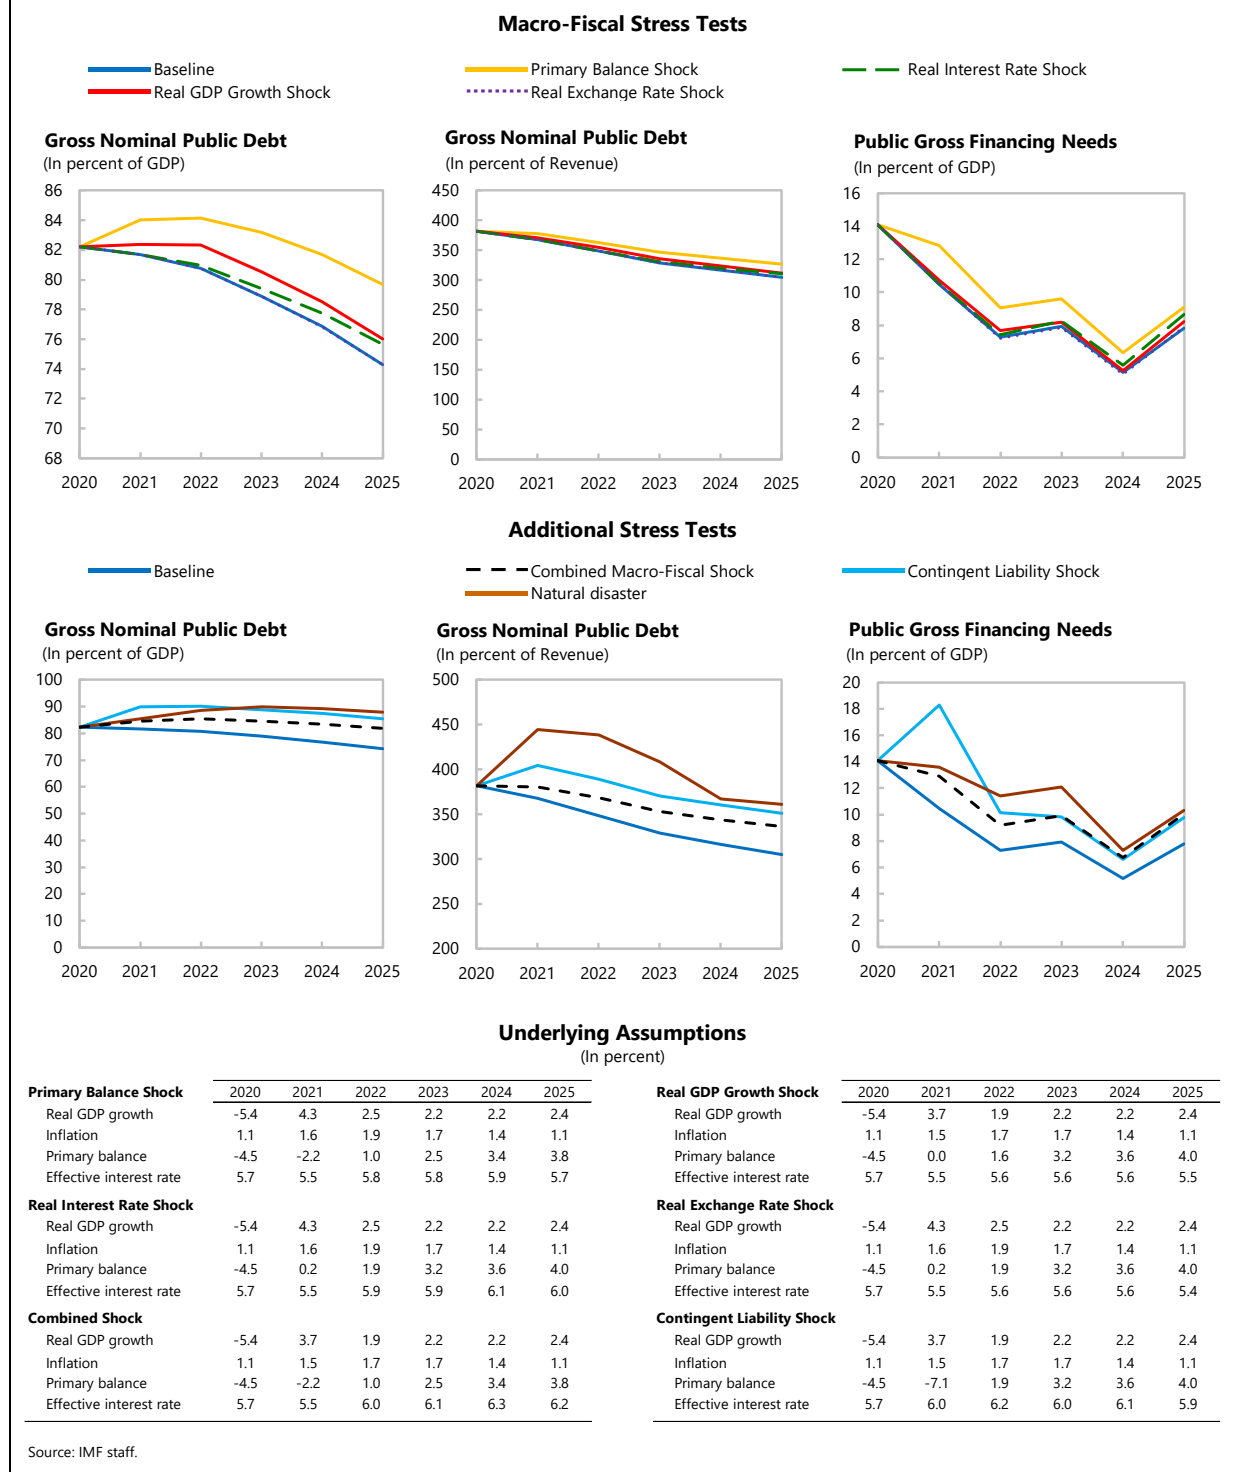 Macro-Fiscal Stress Tests
Baseline
Primary Balance Shock
Real Interest Rate Shock
Real GDP Growth Shock
Real Exchange Rate Shock
Gross Nominal Public Debt
(In percent of GDP)
86
84
82
80
78
76
74
72
70
68
2020 2021 2022 2023 2024 2025
Gross Nominal Public Debt
(In percent of Revenue)
450
400
350
300
250
200
150
100
50
0
2020 2021 2022 2023 2024 2025
Public Gross Financing Needs
(In percent of GDP)
16
14
12
10
8
6
4
2
0
2020 2021 2022 2023 2024 2025
Additional Stress Tests
Baseline
Combined Macro-Fiscal Shock
Contingent Liability Shock
Natural disaster
Gross Nominal Public Debt
(In percent of GDP)
100
90
80
70
60
50
40
30
20
10
0
2020 2021 2022 2023 2024 2025
Gross Nominal Public Debt
(In percent of Revenue)
500
450
400
350
300
250
200
2020 2021 2022 2023 2024 2025
Public Gross Financing Needs
(In percent of GDP)
20
18
16
14
12
10
8
6
4
2
0
2020 2021 2022 2023 2024 2025
Underlying Assumptions
(In percent)
Primary Balance Shock 2020 2021 2022 2023 2024 2025
Real GDP growth -5.4 4.3 2.5 2.2 2.2 2.4
Inflation 1.1 1.6 1.9 1.7 1.4 1.1
Primary balance -4.5 -2.2 1.0 2.5 3.4 3.8
Effective interest rate 5.7 5.5 5.8 5.8 5.9 5.7
Real Interest Rate Shock
Real GDP growth -5.4 4.3 2.5 2.2 2.2 2.4
Inflation 1.1 1.6 1.9 1.7 1.4 1.1
Primary balance -4.5 0.2 1.9 3.2 3.6 4.0
Effective interest rate 5.7 5.5 5.9 5.9 6.1 6.0
Combined Shock
Real GDP growth -5.4 3.7 1.9 2.2 2.2 2.4
Inflation 1.1 1.5 1.7 1.7 1.4 1.1
Primary balance -4.5 -2.2 1.0 2.5 3.4 3.8
Effective interest rate 5.7 5.5 6.0 6.1 6.3 6.2
Real GDP Growth Shock 2020 2021 2022 2023 2024 2025
Real GDP growth -5.4 3.7 1.9 2.2 2.2 2.4
Inflation 1.1 1.5 1.7 1.7 1.4 1.1
Primary balance -4.5 0.0 1.6 3.2 3.6 4.0
Effective interest rate 5.7 5.5 5.6 5.6 5.6 5.5
Real Exchange Rate Shock
Real GDP growth -5.4 4.3 2.5 2.2 2.2 2.4
Inflation 1.1 1.6 1.9 1.7 1.4 1.1
Primary balance -4.5 0.2 1.9 3.2 3.6 4.0
Effective interest rate 5.7 5.5 5.6 5.6 5.6 5.4
Contingent Liability Shock
Real GDP growth -5.4 3.7 1.9 2.2 2.2 2.4
Inflation 1.1 1.5 1.7 1.7 1.4 1.1
Primary balance -4.5 -7.1 1.9 3.2 3.6 4.0
Effective interest rate 5.7 6.0 6.2 6.0 6.1 5.9
Source: IMF staff.